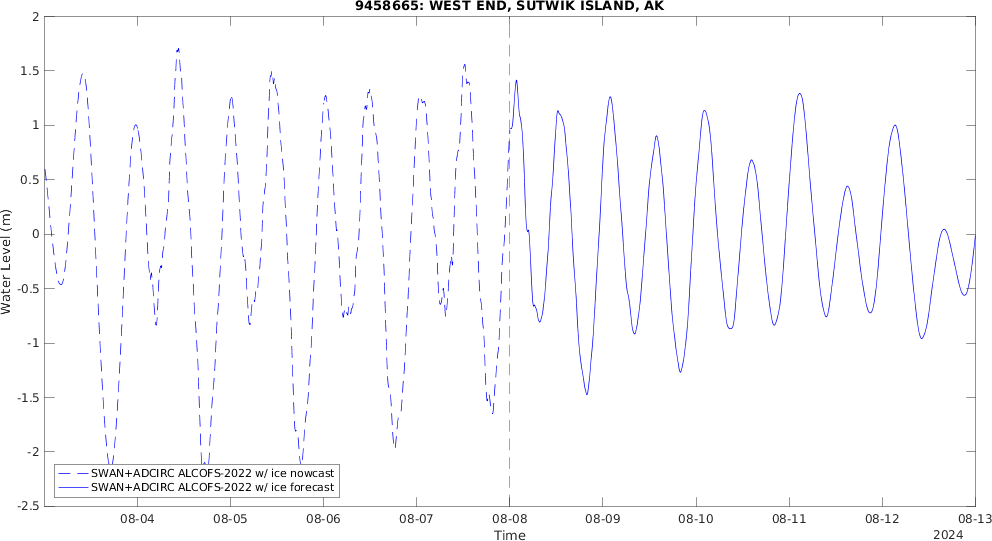 9458665: WEST END, SUTWIK ISLAND, AK
Water Level (m)
2
1.5
1
0.5
0
-0.5
-1
-1.5
-2
-2.5
SWAN+ADCIRC ALCOFS-2022 w/ ice nowcast
SWAN+ADCIRC ALCOFS-2022 w/ ice forecast
08-04 08-05 08-06 08-07 08-08 08-09 08-10 08-11 08-12 08-13
Time
2024